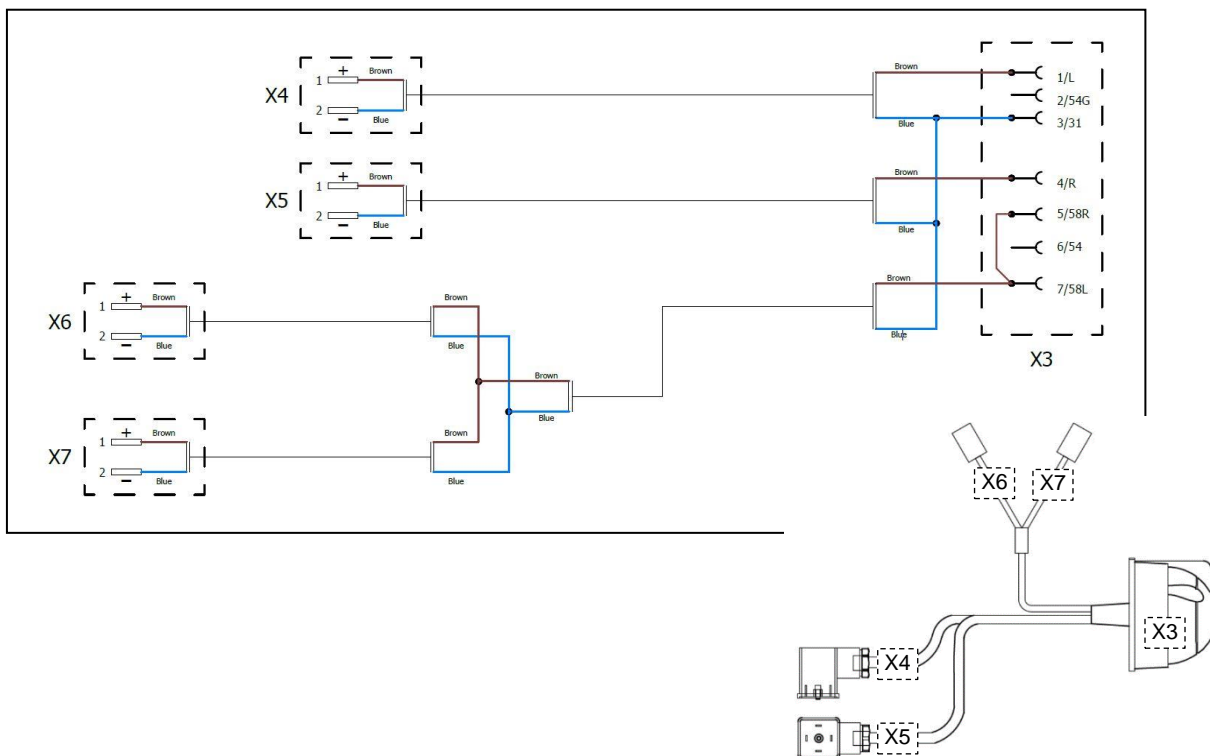 X4
1 + Brown
2 − Blue
Brown
Blue
1/L
2/54G
3/31
X5
1 + Brown
2 − Blue
Brown
Blue
4/R
5/58R
6/54
7/58L
X3
X6
1 + Brown
2 − Blue
Brown
Blue
Brown
Blue
Brown
Blue
X7
1 + Brown
2 − Blue
Brown
Blue
X6
X7
X3
X4
X5